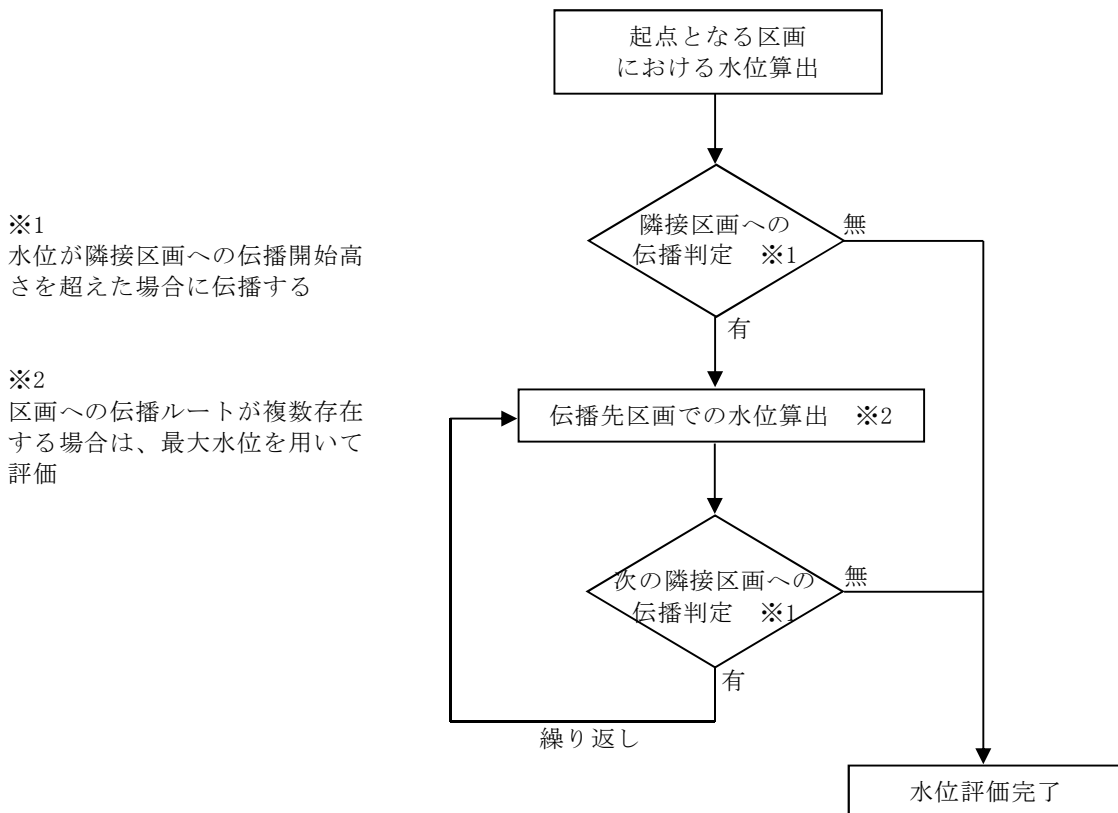 起点となる区画
における水位算出
隣接区画への
伝播判定　※1
無
有
※1
水位が隣接区画への伝播開始高
さを超えた場合に伝播する
※2
区画への伝播ルートが複数存在
する場合は、最大水位を用いて
評価
伝播先区画での水位算出　※2
次の隣接区画への
伝播判定　※1
無
有
繰り返し
水位評価完了